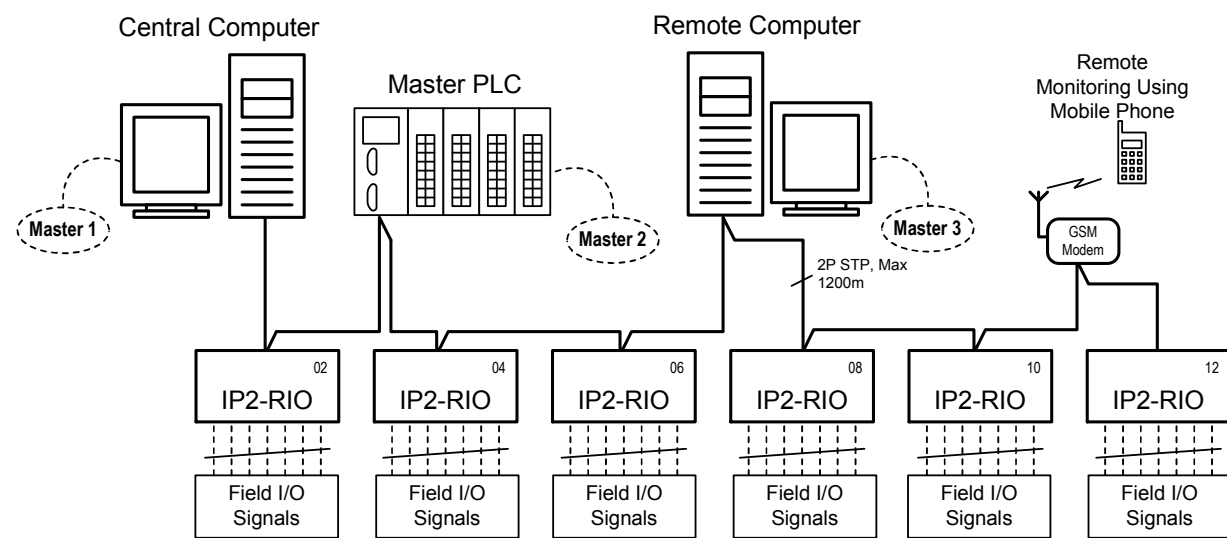 Central Computer
Remote Computer
Master PLC
Remote
Monitoring Using
Mobile Phone
Master 1
Master 2
Master 3
GSM
Modem
2P STP, Max
1200m
02
IP2-RIO
04
IP2-RIO
06
IP2-RIO
08
IP2-RIO
10
IP2-RIO
12
IP2-RIO
Field I/O
Signals
Field I/O
Signals
Field I/O
Signals
Field I/O
Signals
Field I/O
Signals
Field I/O
Signals